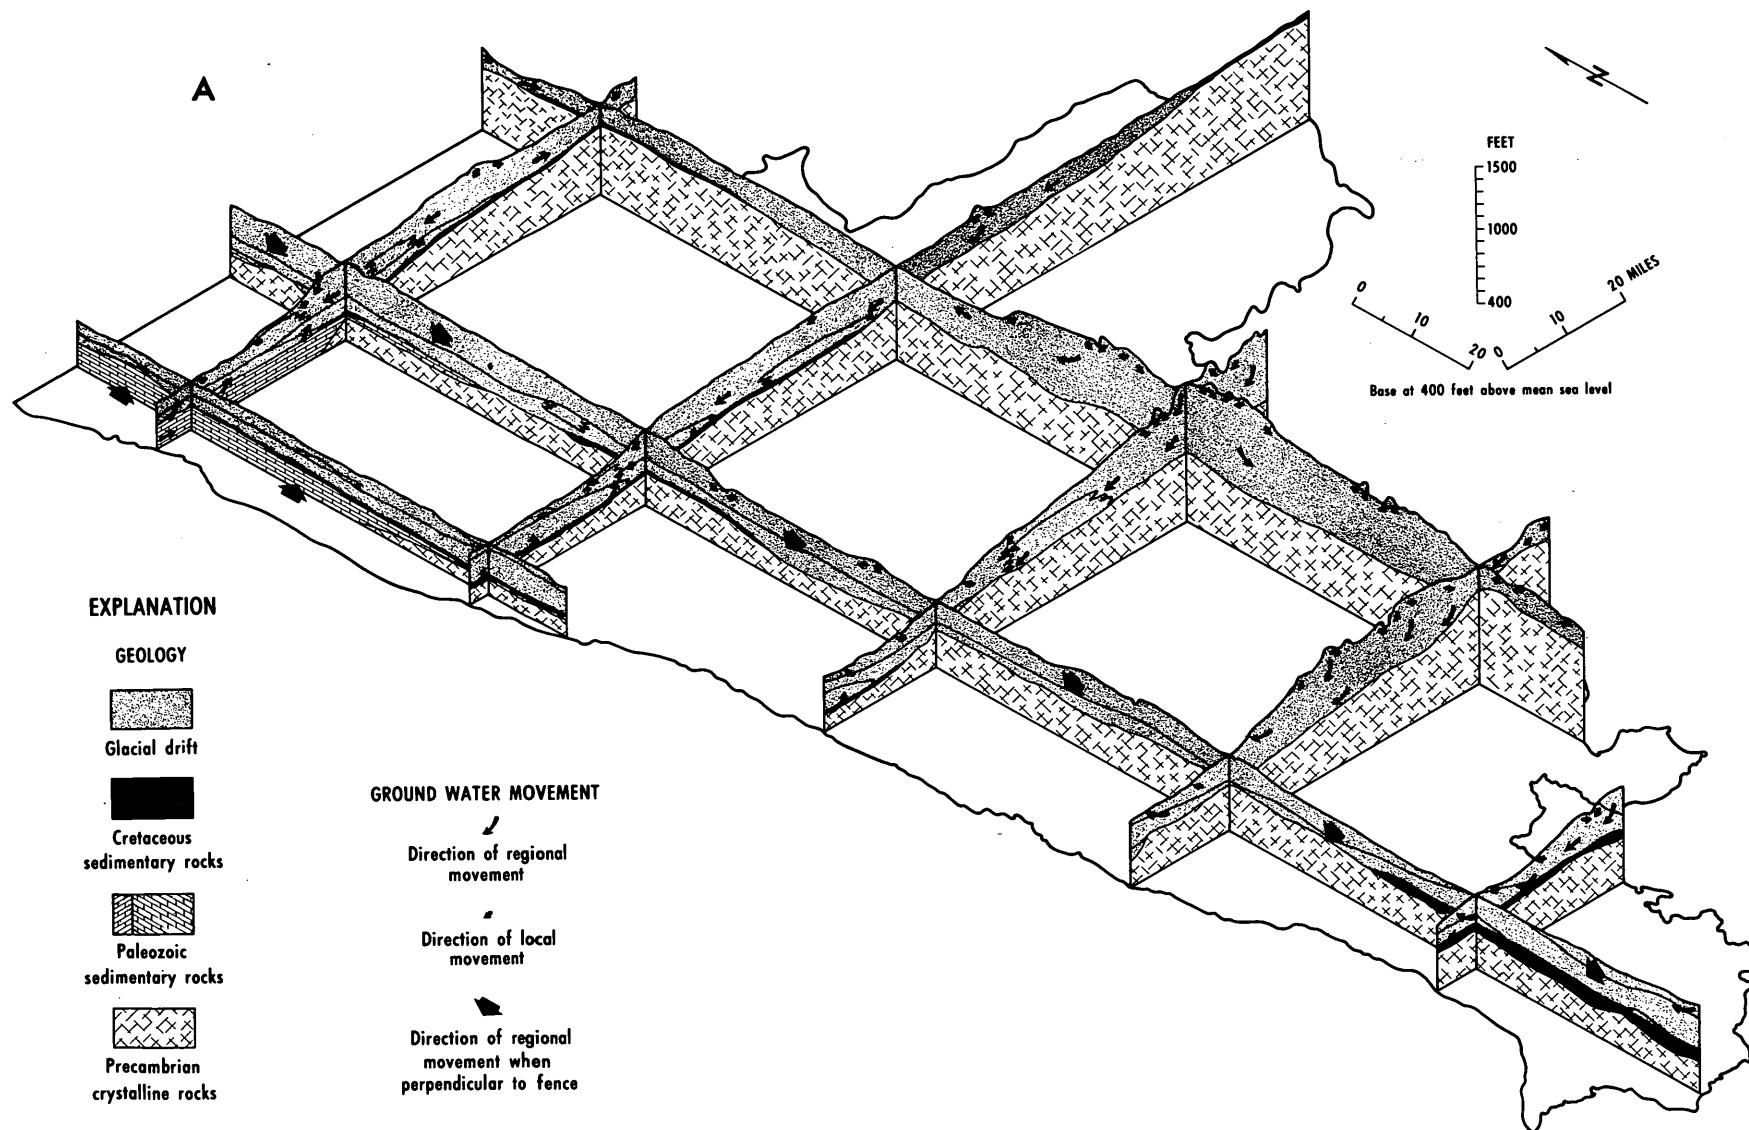 A
N
FEET
1500
1000
400
0
10
20
0
10
20 MILES
Base at 400 feet above mean sea level
EXPLANATION
GEOLOGY
Glacial drift
Cretaceous
sedimentary rocks
Paleozoic
sedimentary rocks
Precambrian
crystalline rocks
GROUND WATER MOVEMENT
Direction of regional
movement
Direction of local
movement
Direction of regional
movement when
perpendicular to fence